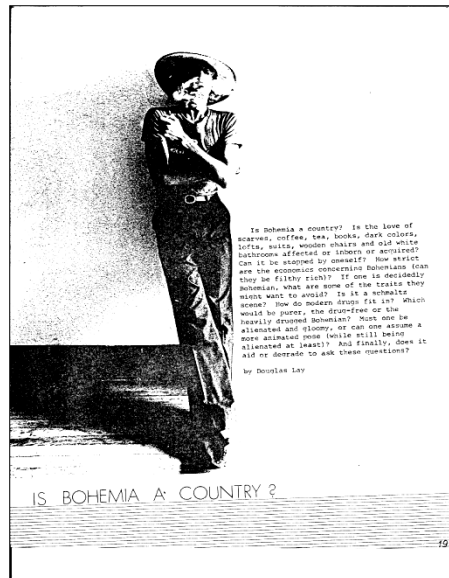 Is Bohemia a country? Is the love of
scarves, coffee, tea, books, dark colors,
lofts, suits, wooden chairs and old white
bathrooms affected or inborn or acquired?
Can it be stopped by oneself? How strict
are the economics concerning Bohemians (can
they be filthy rich)? If one is decidedly
Bohemian, what are some of the traits they
might want to avoid? Is it a schmaltz
scene? How do modern drugs fit in? Which
would be purer, the drug-free or the
heavily drugged Bohemian? Must one be
alienated and gloomy, or can one assume a
more animated pose (while still being
alienated at least)? And finally, does it
aid or degrade to ask these questions?
by Douglas Lay
IS BOHEMIA A COUNTRY?
19